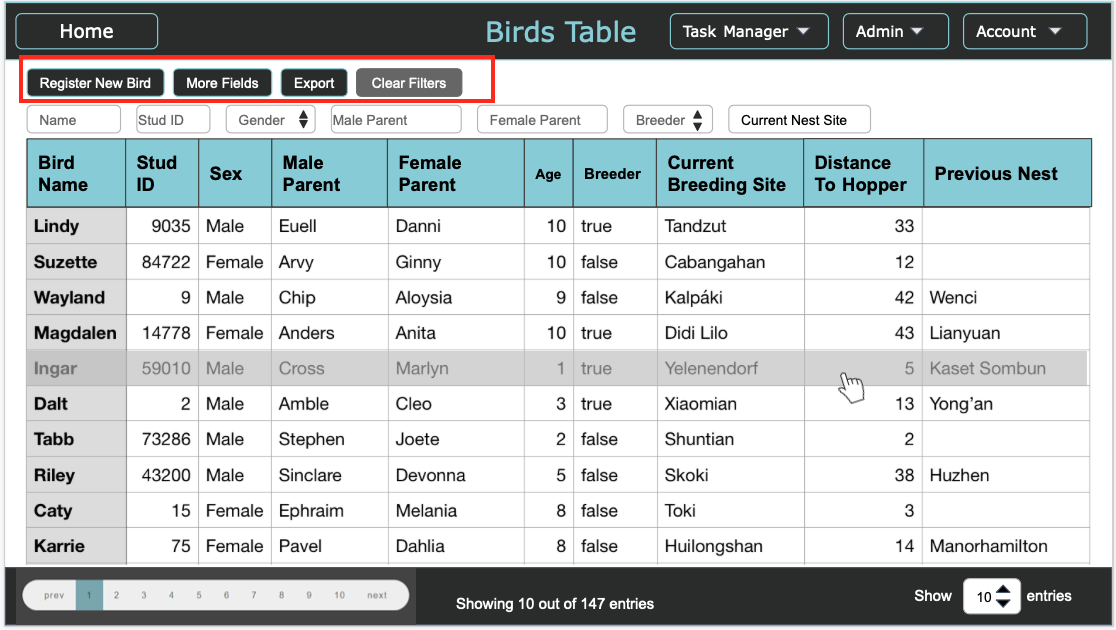 Home Birds Table Task Manager Admin Account
Register New Bird More Fields Export Clear Filters
Name Stud ID Gender Male Parent Female Parent Breeder Current Nest Site
Bird Name Stud ID Sex Male Parent Female Parent Age Breeder Current Breeding Site Distance To Hopper Previous Nest
Lindy 9035 Male Euell Danni 10 true Tandzut 33
Suzette 84722 Female Arvy Ginny 10 false Cabangahan 12
Wayland 9 Male Chip Aloysia 9 false Kalpáki 42 Wenci
Magdalen 14778 Female Anders Anita 10 true Didi Lilo 43 Lianyuan
Ingar 59010 Male Cross Marlyn 1 true Yelenendorf 5 Kaset Sombun
Dalt 2 Male Amble Cleo 3 true Xiaomian 13 Yong’an
Tabb 73286 Male Stephen Joete 2 false Shuntian 2
Riley 43200 Male Sinclare Devonna 5 false Skoki 38 Huzhen
Caty 15 Female Ephraim Melania 8 false Toki 3
Karrie 75 Female Pavel Dahlia 8 false Huilongshan 14 Manorhamilton
prev 1 2 3 4 5 6 7 8 9 10 next Showing 10 out of 147 entries Show 10 entries